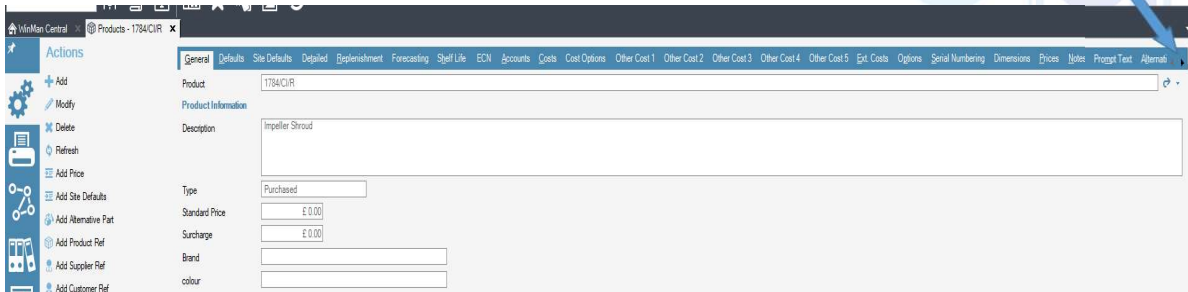 WinMan Central
Products - 1784/CI/R
Actions
Add
Modify
Delete
Refresh
Add Price
Add Site Defaults
Add Alternative Part
Add Product Ref
Add Supplier Ref
Add Customer Ref
General Defaults Site Defaults Detailed Replenishment Forecasting Shelf Life ECN Accounts Costs Cost Options Other Cost 1 Other Cost 2 Other Cost 3 Other Cost 4 Other Cost 5 Ext. Costs Options Serial Numbering Dimensions Prices Notes Prompt Text Alternati
Product 1784/CI/R
Product Information
Description Impeller Shroud
Type Purchased
Standard Price £ 0.00
Surcharge £ 0.00
Brand
colour